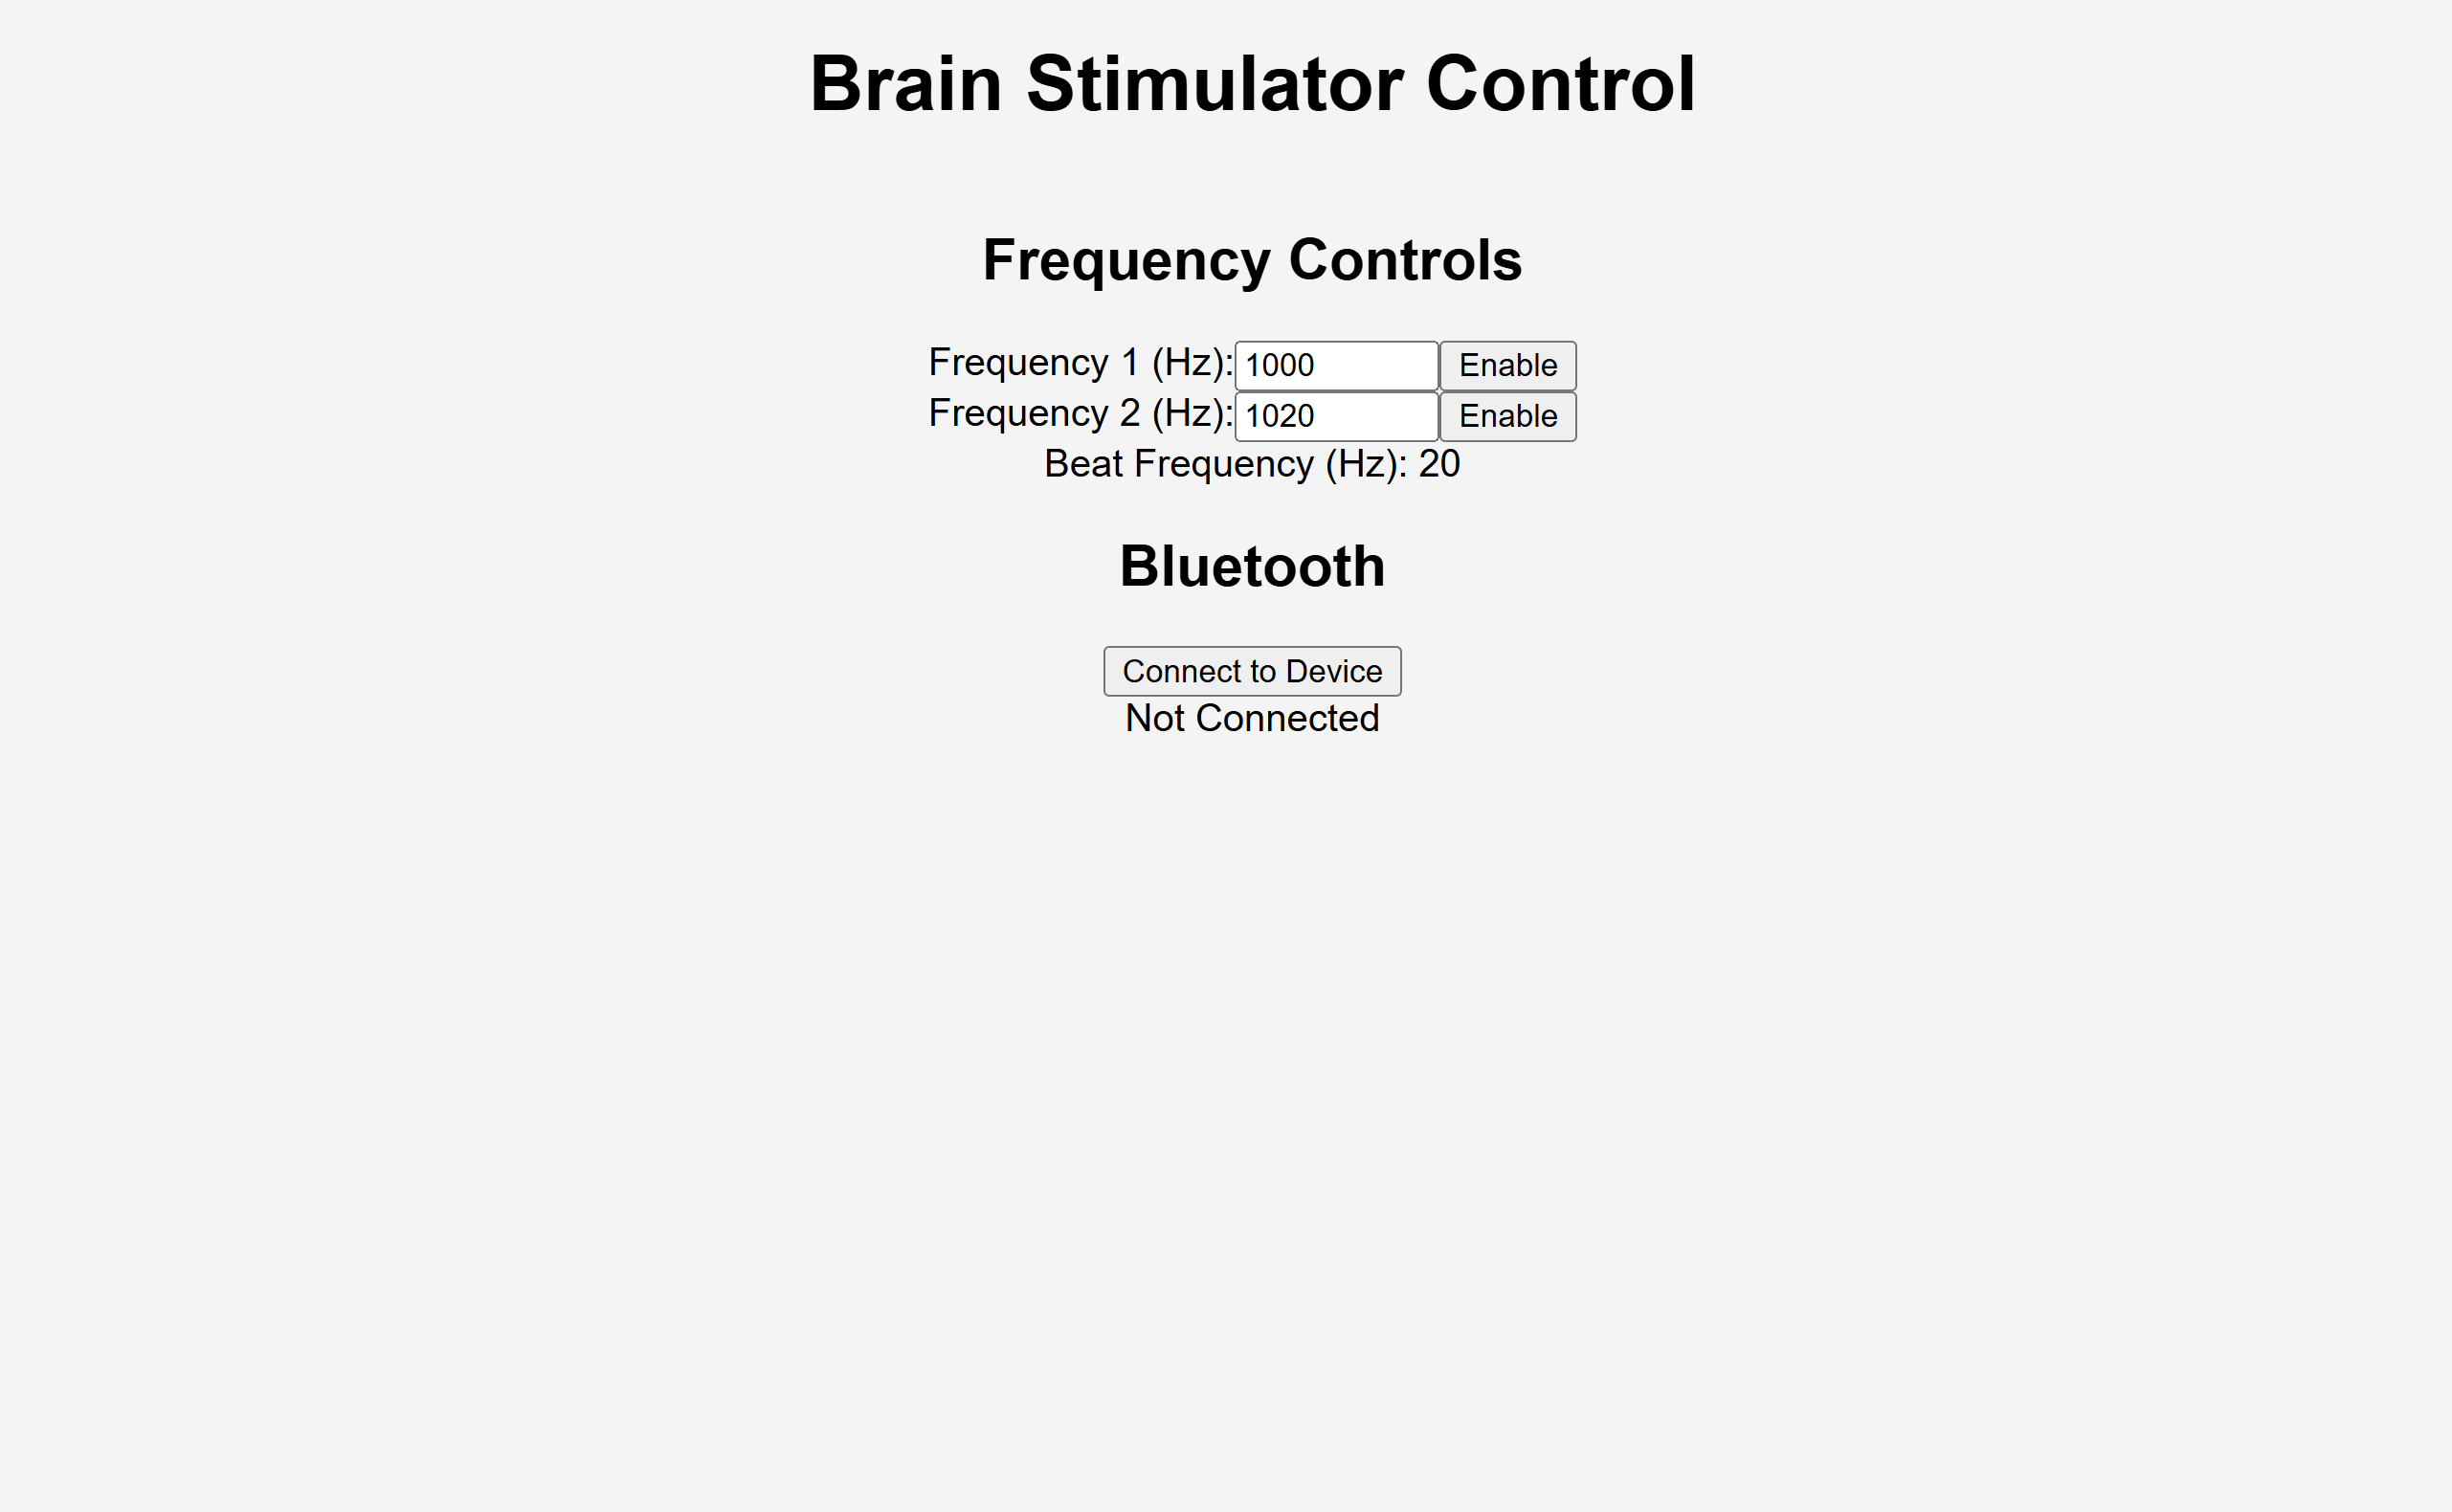 Brain Stimulator Control
Frequency Controls
Frequency 1 (Hz): 1000 Enable
Frequency 2 (Hz): 1020 Enable
Beat Frequency (Hz): 20
Bluetooth
Connect to Device
Not Connected